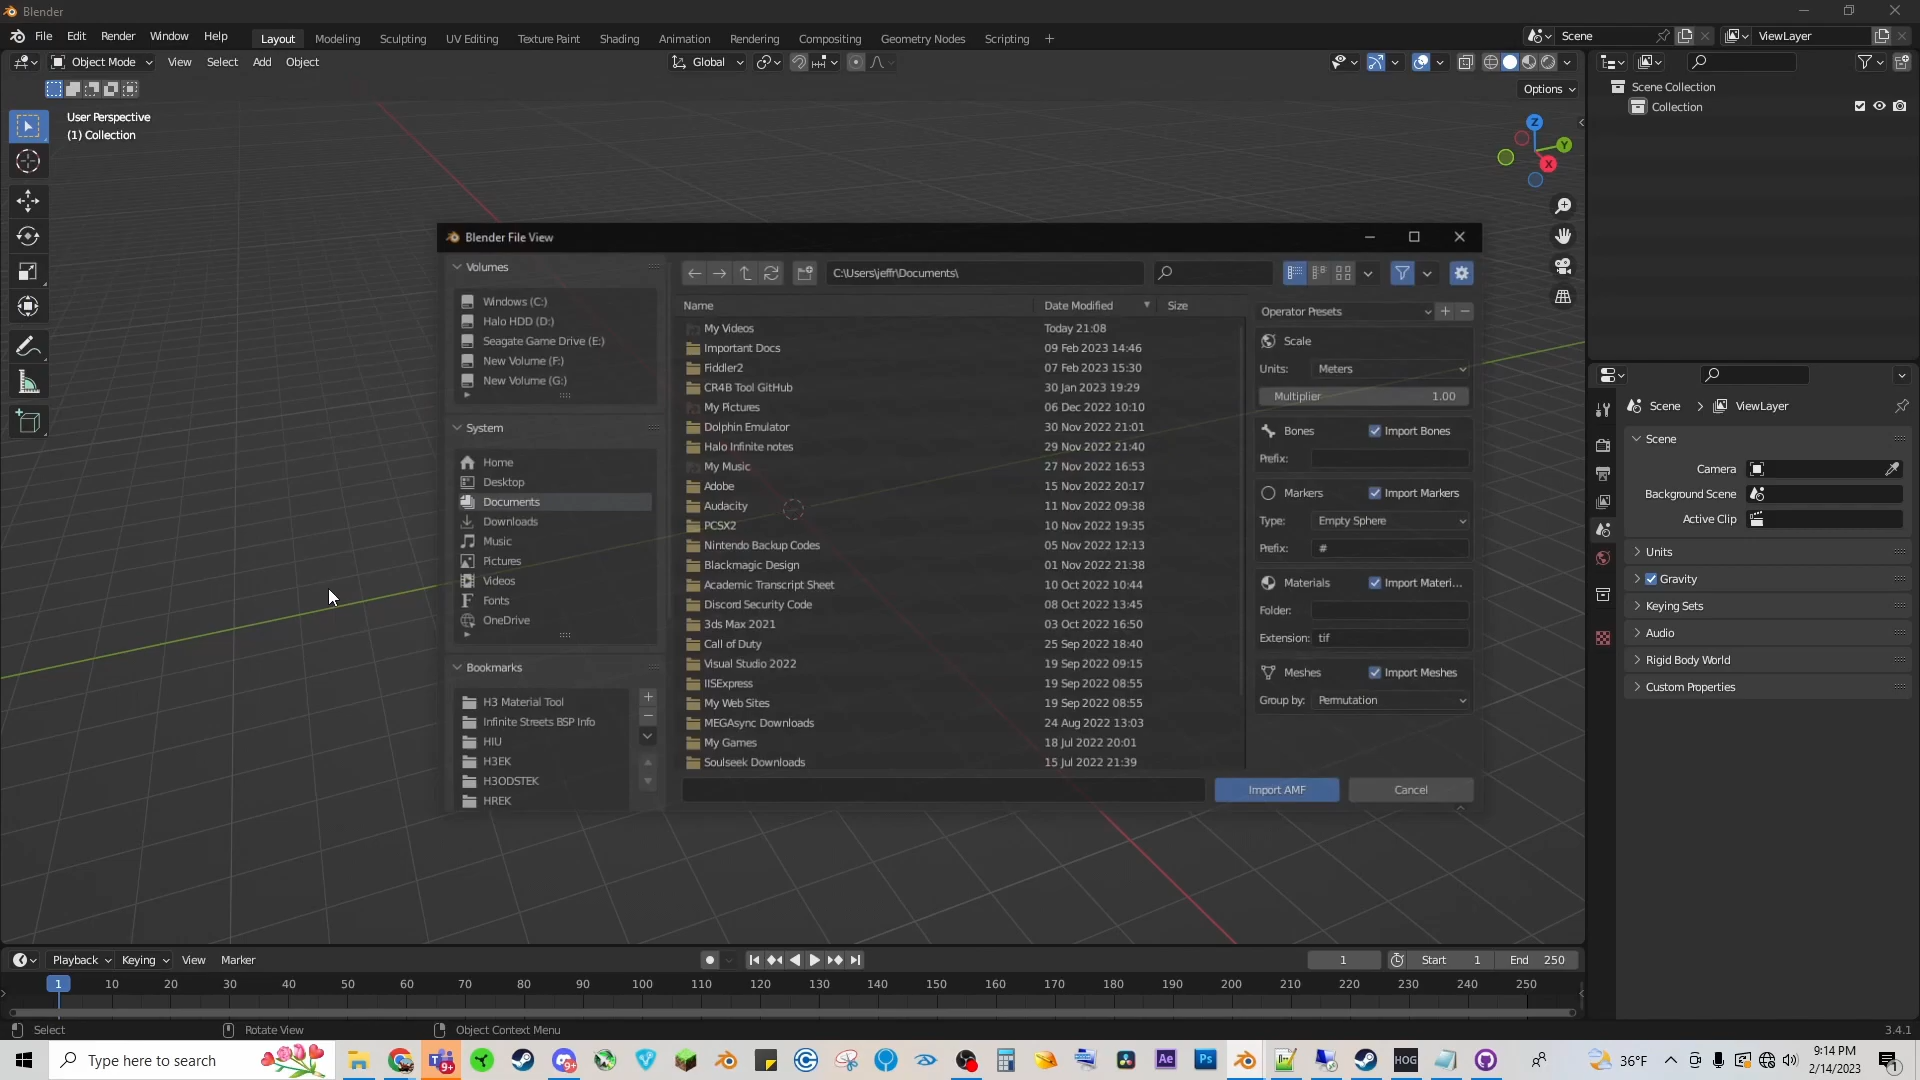 Blender
File Edit Render Window Help Layout Modeling Sculpting UV Editing Texture Paint Shading Animation Rendering Compositing Geometry Nodes Scripting + Scene ViewLayer
Object Mode View Select Add Object Global
Options
User Perspective
(1) Collection
Z
Y
X
Scene Collection
Collection
Blender File View
Volumes
Windows (C:)
Halo HDD (D:)
Seagate Game Drive (E:)
New Volume (F:)
New Volume (G:)
System
Home
Desktop
Documents
Downloads
Music
Pictures
Videos
Fonts
OneDrive
Bookmarks
H3 Material Tool
Infinite Streets BSP Info
HIU
H3EK
H3ODSTEK
HREK
C:\Users\jeffr\Documents\
Name Date Modified Size
My Videos Today 21:08
Important Docs 09 Feb 2023 14:46
Fiddler2 07 Feb 2023 15:30
CR4B Tool GitHub 30 Jan 2023 19:29
My Pictures 06 Dec 2022 10:10
Dolphin Emulator 30 Nov 2022 21:01
Halo Infinite notes 29 Nov 2022 21:40
My Music 27 Nov 2022 16:53
Adobe 15 Nov 2022 20:17
Audacity 11 Nov 2022 09:38
PCSX2 10 Nov 2022 19:35
Nintendo Backup Codes 05 Nov 2022 12:13
Blackmagic Design 01 Nov 2022 21:38
Academic Transcript Sheet 10 Oct 2022 10:44
Discord Security Code 08 Oct 2022 13:45
3ds Max 2021 03 Oct 2022 16:50
Call of Duty 25 Sep 2022 18:40
Visual Studio 2022 19 Sep 2022 09:15
IISExpress 19 Sep 2022 08:55
My Web Sites 19 Sep 2022 08:55
MEGAsync Downloads 24 Aug 2022 13:03
My Games 18 Jul 2022 20:01
Soulseek Downloads 15 Jul 2022 21:39
Operator Presets
Scale
Units: Meters
Multiplier 1.00
Bones Import Bones
Prefix:
Markers Import Markers
Type: Empty Sphere
Prefix: #
Materials Import Materi...
Folder:
Extension: tif
Meshes Import Meshes
Group by: Permutation
Import AMF Cancel
Scene ViewLayer
Scene
Camera
Background Scene
Active Clip
Units
Gravity
Keying Sets
Audio
Rigid Body World
Custom Properties
Playback Keying View Marker 1 Start 1 End 250
1 10 20 30 40 50 60 70 80 90 100 110 120 130 140 150 160 170 180 190 200 210 220 230 240 250
Select Rotate View Object Context Menu 3.4.1
Type here to search
9+
Ae
Ps
HOG
36°F
9:14 PM
2/14/2023
1